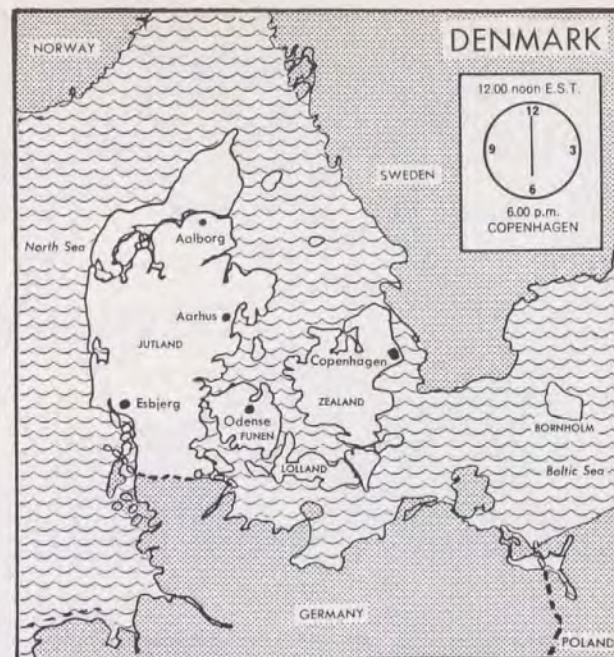 NORWAY
DENMARK
12.00 noon E.S.T.
12
9
3
6
6.00 p.m.
COPENHAGEN
SWEDEN
North Sea
Aalborg
Aarhus
JUTLAND
Copenhagen
ZEALAND
Esbjerg
Odense
FUNEN
LOLLAND
BORNHOLM
Baltic Sea
GERMANY
POLAND